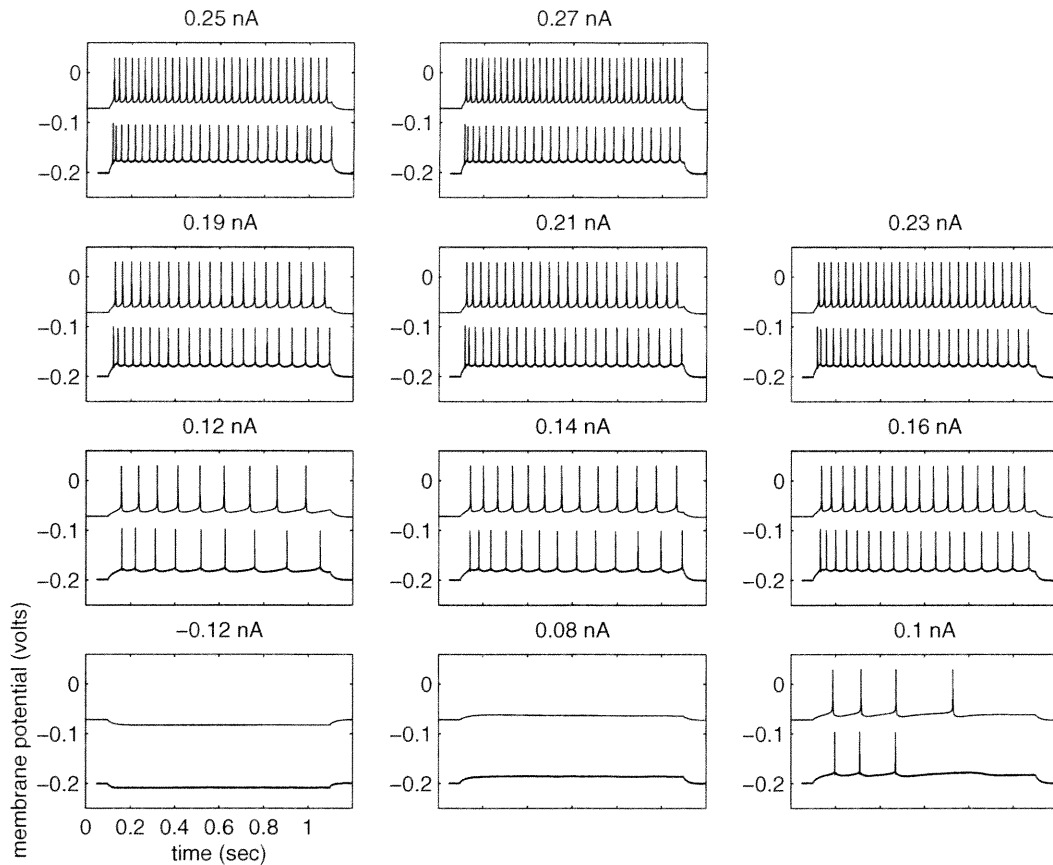 0.25 nA 0.27 nA
0
−0.1
−0.2
0.19 nA 0.21 nA 0.23 nA
0 0 0
−0.1 −0.1 −0.1
−0.2 −0.2 −0.2
0.12 nA 0.14 nA 0.16 nA
0 0 0
−0.1 −0.1 −0.1
−0.2 −0.2 −0.2
−0.12 nA 0.08 nA 0.1 nA
0 0 0
−0.1 −0.1 −0.1
−0.2 −0.2 −0.2
0 0.2 0.4 0.6 0.8 1
time (sec)
membrane potential (volts)